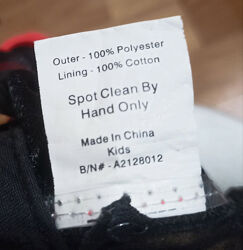 Outer - 100% Polyester
Lining - 100% Cotton
Spot Clean By
Hand Only
Made In China
Kids
B/N# - A2128012